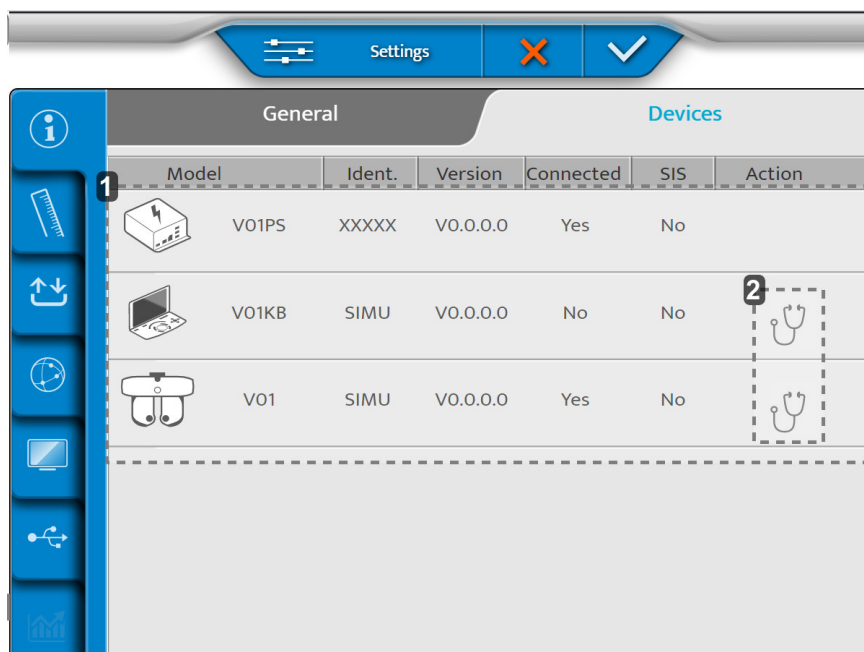 Settings
General Devices
1
Model Ident. Version Connected SIS Action
V01PS XXXXX V0.0.0.0 Yes No
2
V01KB SIMU V0.0.0.0 No No
V01 SIMU V0.0.0.0 Yes No